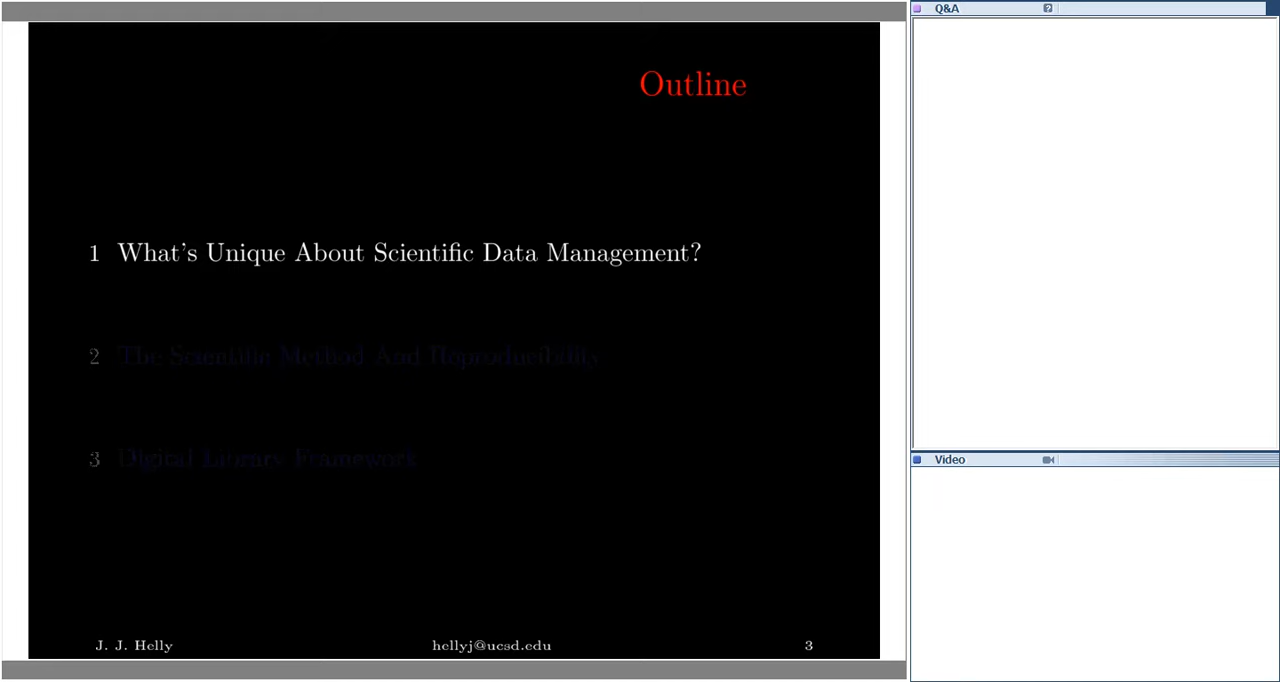 Outline
1 What's Unique About Scientific Data Management?
2 The Scientific Method And Reproducibility
3 Digital Library Framework
J. J. Helly hellyj@ucsd.edu 3
Q&A
Video